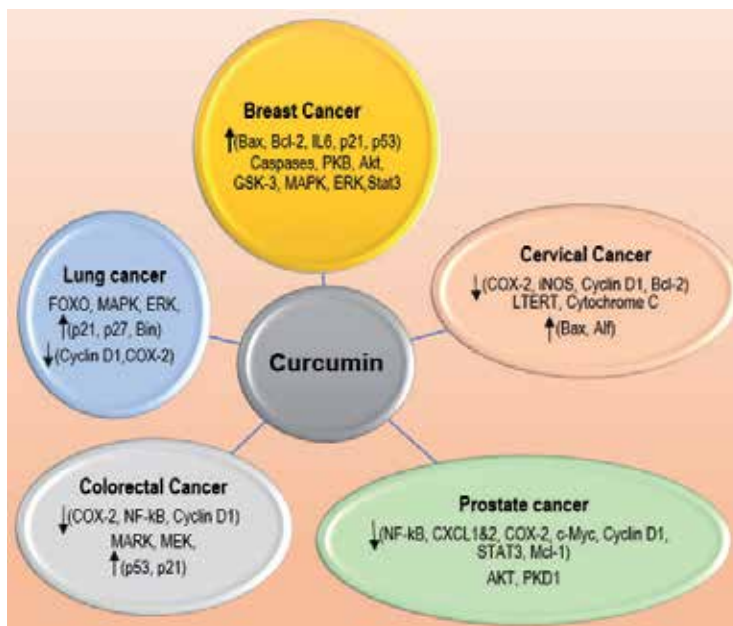 Breast Cancer
↑(Bax, Bcl-2, IL6, p21, p53)
Caspases, PKB, Akt,
GSK-3, MAPK, ERK,Stat3
Lung cancer
FOXO, MAPK, ERK,
↑(p21, p27, Bin)
↓(Cyclin D1,COX-2)
Cervical Cancer
↓(COX-2, iNOS, Cyclin D1, Bcl-2)
LTERT, Cytochrome C
↑(Bax, Alf)
Curcumin
Colorectal Cancer
↓(COX-2, NF-kB, Cyclin D1)
MARK, MEK,
↑(p53, p21)
Prostate cancer
↓(NF-kB, CXCL1&2, COX-2, c-Myc, Cyclin D1,
STAT3, Mcl-1)
AKT, PKD1